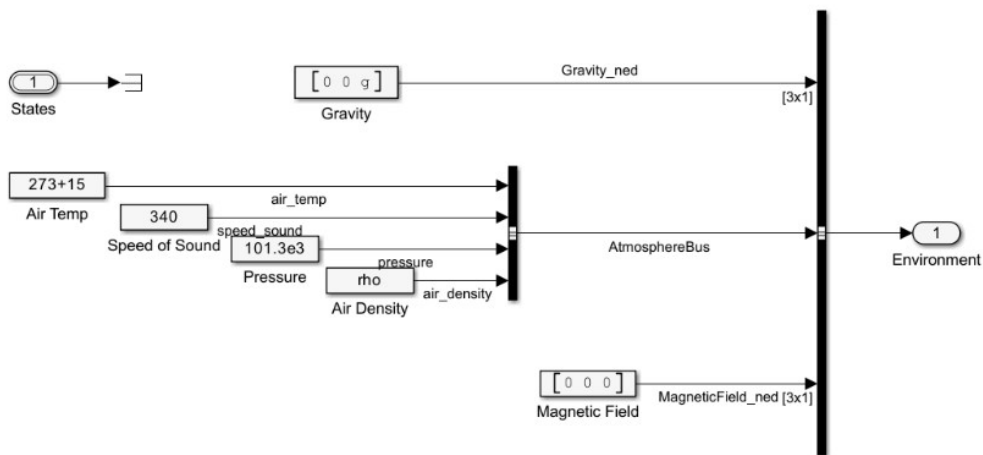 1
States
[0 0 g]
Gravity
Gravity_ned
[3x1]
273+15
Air Temp
air_temp
340
Speed of Sound
speed_sound
101.3e3
Pressure
pressure
rho
Air Density
air_density
AtmosphereBus
1
Environment
[0 0 0]
Magnetic Field
MagneticField_ned [3x1]